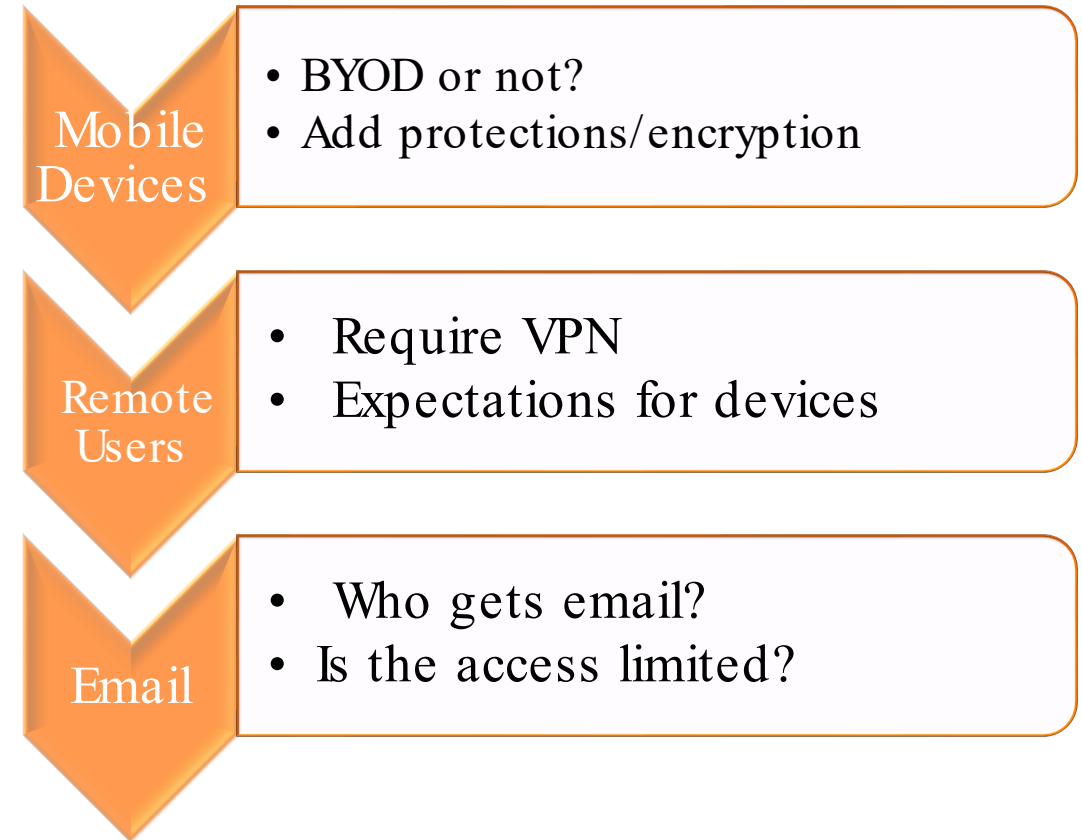 Mobile
Devices
• BYOD or not?
• Add protections/encryption
Remote
Users
• Require VPN
• Expectations for devices
Email
• Who gets email?
• Is the access limited?